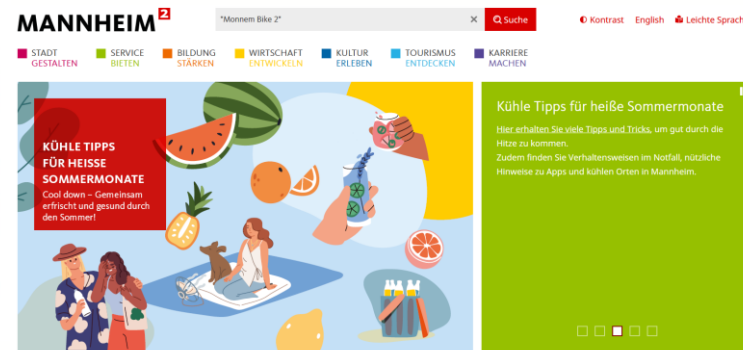 MANNHEIM²
"Monnem Bike 2"
× Suche
Kontrast English Leichte Sprach
STADT GESTALTEN
SERVICE BIETEN
BILDUNG STÄRKEN
WIRTSCHAFT ENTWICKELN
KULTUR ERLEBEN
TOURISMUS ENTDECKEN
KARRIERE MACHEN
KÜHLE TIPPS
FÜR HEISSE
SOMMERMONATE
Cool down – Gemeinsam
erfrischt und gesund durch
den Sommer!
Kühle Tipps für heiße Sommermonate
Hier erhalten Sie viele Tipps und Tricks, um gut durch die
Hitze zu kommen.
Zudem finden Sie Verhaltensweisen im Notfall, nützliche
Hinweise zu Apps und kühlen Orten in Mannheim.